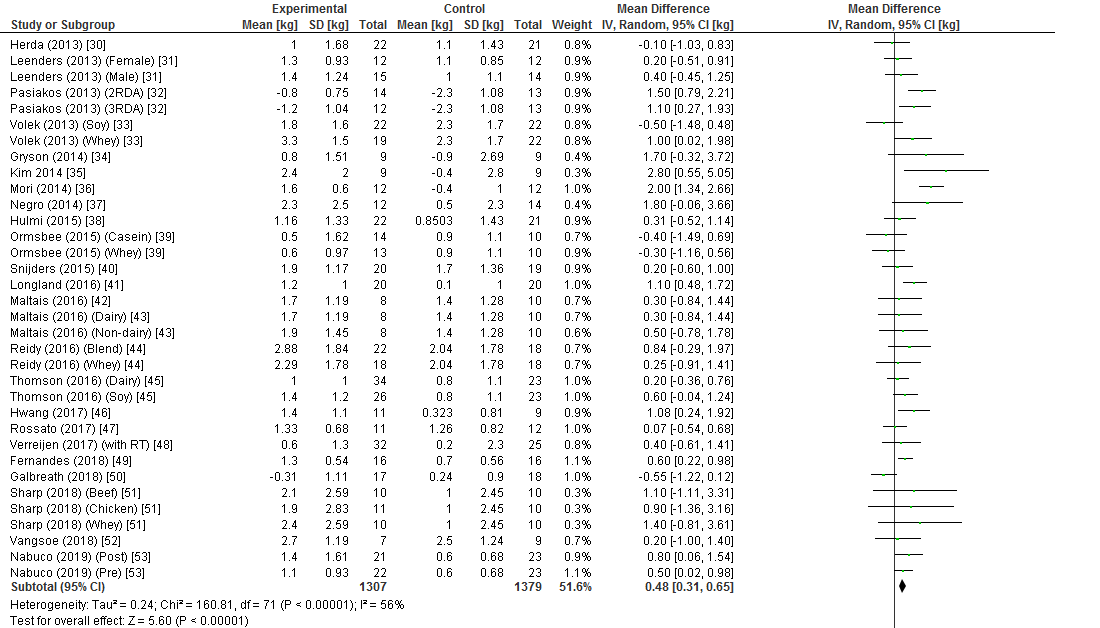 Experimental Control Mean Difference Mean Difference
Study or Subgroup Mean [kg] SD [kg] Total Mean [kg] SD [kg] Total Weight IV, Random, 95% CI [kg] IV, Random, 95% CI [kg]
Herda (2013) [30] 1 1.68 22 1.1 1.43 21 0.8% -0.10 [-1.03, 0.83]
Leenders (2013) (Female) [31] 1.3 0.93 12 1.1 0.85 12 0.9% 0.20 [-0.51, 0.91]
Leenders (2013) (Male) [31] 1.4 1.24 15 1 1.1 14 0.8% 0.40 [-0.45, 1.25]
Pasiakos (2013) (2RDA) [32] -0.8 0.75 14 -2.3 1.08 13 0.9% 1.50 [0.79, 2.21]
Pasiakos (2013) (3RDA) [32] -1.2 1.04 12 -2.3 1.08 13 0.9% 1.10 [0.27, 1.93]
Volek (2013) (Soy) [33] 1.8 1.6 22 2.3 1.7 22 0.8% -0.50 [-1.48, 0.48]
Volek (2013) (Whey) [33] 3.3 1.5 19 2.3 1.7 22 0.8% 1.00 [0.02, 1.98]
Gryson (2014) [34] 0.8 1.51 9 -0.9 2.69 9 0.4% 1.70 [-0.32, 3.72]
Kim 2014 [35] 2.4 2 9 -0.4 2.8 9 0.3% 2.80 [0.55, 5.05]
Mori (2014) [36] 1.6 0.6 12 -0.4 1 12 0.9% 2.00 [1.34, 2.66]
Negro (2014) [37] 2.3 2.5 12 0.5 2.3 14 0.4% 1.80 [-0.06, 3.66]
Hulmi (2015) [38] 1.16 1.33 22 0.8503 1.43 21 0.9% 0.31 [-0.52, 1.14]
Ormsbee (2015) (Casein) [39] 0.5 1.62 14 0.9 1.1 10 0.7% -0.40 [-1.49, 0.69]
Ormsbee (2015) (Whey) [39] 0.6 0.97 13 0.9 1.1 10 0.8% -0.30 [-1.16, 0.56]
Snijders (2015) [40] 1.9 1.17 20 1.7 1.36 19 0.9% 0.20 [-0.60, 1.00]
Longland (2016) [41] 1.2 1 20 0.1 1 20 0.9% 1.10 [0.48, 1.72]
Maltais (2016) [42] 1.7 1.19 8 1.4 1.28 10 0.7% 0.30 [-0.84, 1.44]
Maltais (2016) (Dairy) [43] 1.7 1.19 8 1.4 1.28 10 0.7% 0.30 [-0.84, 1.44]
Maltais (2016) (Non-dairy) [43] 1.9 1.45 8 1.4 1.28 10 0.6% 0.50 [-0.78, 1.78]
Reidy (2016) (Blend) [44] 2.88 1.84 22 2.04 1.78 18 0.7% 0.84 [-0.29, 1.97]
Reidy (2016) (Whey) [44] 2.29 1.78 18 2.04 1.78 18 0.7% 0.25 [-0.91, 1.41]
Thomson (2016) (Dairy) [45] 1 1 34 0.8 1.1 23 1.0% 0.20 [-0.36, 0.76]
Thomson (2016) (Soy) [45] 1.4 1.2 26 0.8 1.1 23 0.9% 0.60 [-0.04, 1.24]
Hwang (2017) [46] 1.4 1.1 11 0.323 0.81 9 0.8% 1.08 [0.24, 1.92]
Rossato (2017) [47] 1.33 0.68 11 1.26 0.82 12 1.0% 0.07 [-0.54, 0.68]
Verreijen (2017) (with RT) [48] 0.6 1.3 32 0.2 2.3 25 0.8% 0.40 [-0.61, 1.41]
Fernandes (2018) [49] 1.3 0.54 16 0.7 0.56 16 1.1% 0.60 [0.22, 0.98]
Galbreath (2018) [50] -0.31 1.11 17 0.24 0.9 18 0.9% -0.55 [-1.22, 0.12]
Sharp (2018) (Beef) [51] 2.1 2.59 10 1 2.45 10 0.3% 1.10 [-1.11, 3.31]
Sharp (2018) (Chicken) [51] 1.9 2.83 11 1 2.45 10 0.3% 0.90 [-1.36, 3.16]
Sharp (2018) (Whey) [51] 2.4 2.59 10 1 2.45 10 0.3% 1.40 [-0.81, 3.61]
Vangsoe (2018) [52] 2.7 1.19 7 2.5 1.24 9 0.7% 0.20 [-1.00, 1.40]
Nabuco (2019) (Post) [53] 1.4 1.61 21 0.6 0.68 23 0.9% 0.80 [0.06, 1.54]
Nabuco (2019) (Pre) [53] 1.1 0.93 22 0.6 0.68 23 1.1% 0.50 [0.02, 0.98]
Subtotal (95% CI) 1307 1379 51.6% 0.48 [0.31, 0.65]
Heterogeneity: Tau² = 0.24; Chi² = 160.81, df = 71 (P < 0.00001); I² = 56%
Test for overall effect: Z = 5.60 (P < 0.00001)